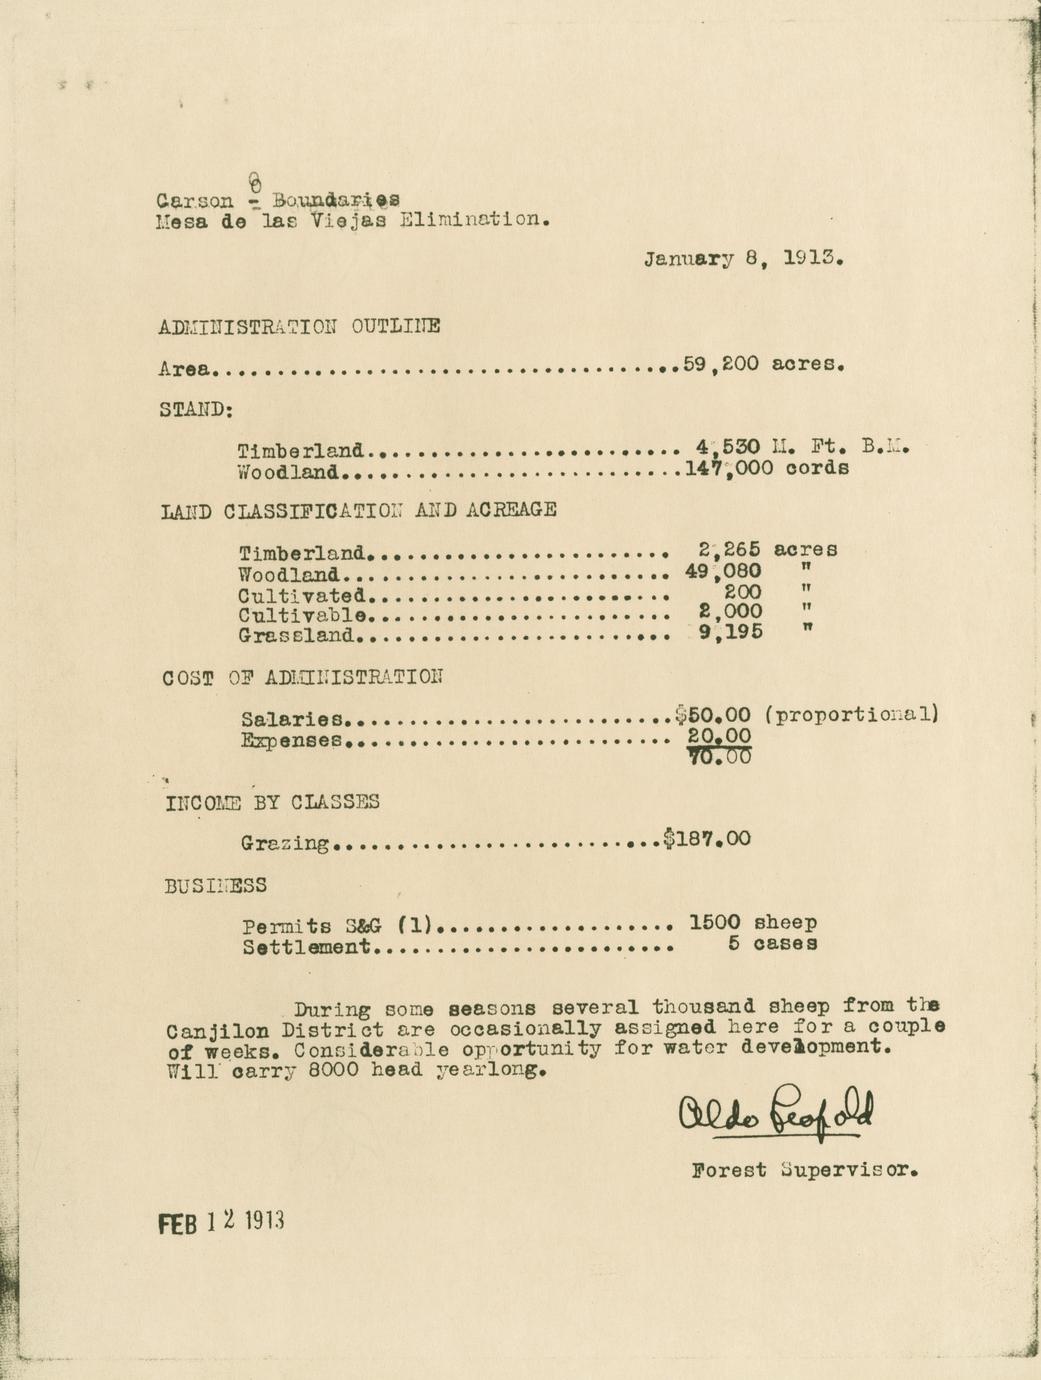 Carson - Boundaries
Mesa de las Viejas Elimination.
January 8, 1913.
ADMINISTRATION OUTLINE
Area.....................................59,200 acres.
STAND:
Timberland......................... 4,530 M. Ft. B.M.
Woodland...........................147,000 cords
LAND CLASSIFICATION AND ACREAGE
Timberland........................ 2,265 acres
Woodland.......................... 49,080 "
Cultivated........................ 200 "
Cultivable........................ 2,000 "
Grassland......................... 9,195 "
COST OF ADMINISTRATION
Salaries..........................$50.00 (proportional)
Expenses.......................... 20.00
70.00
INCOME BY CLASSES
Grazing..........................$187.00
BUSINESS
Permits S&G (1)................... 1500 sheep
Settlement........................ 5 cases
During some seasons several thousand sheep from the
Canjilon District are occasionally assigned here for a couple
of weeks. Considerable opportunity for water development.
Will carry 8000 head yearlong.
Aldo Leopold
Forest Supervisor.
FEB 12 1913